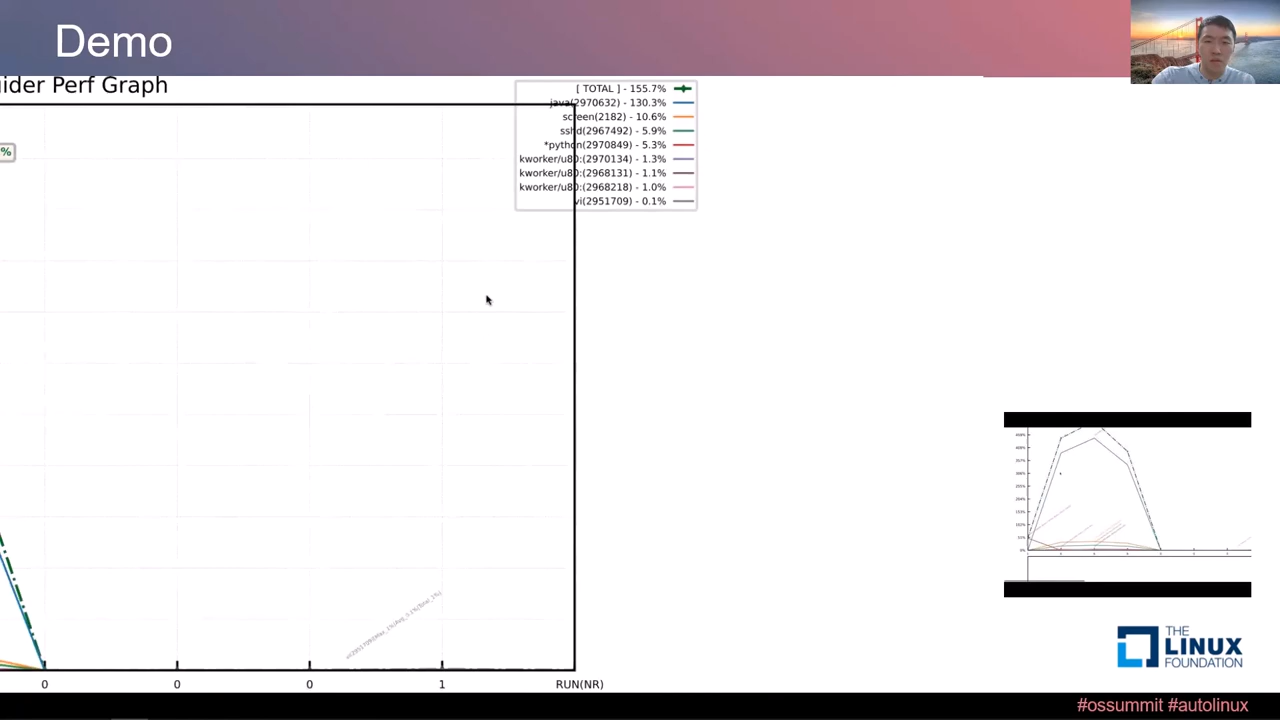 Demo
ider Perf Graph
%
[ TOTAL ] - 155.7%
java(2970632) - 130.3%
screen(2182) - 10.6%
sshd(2967492) - 5.9%
*python(2970849) - 5.3%
kworker/u80:(2970134) - 1.3%
kworker/u80:(2968131) - 1.1%
kworker/u80:(2968218) - 1.0%
vi(2951709) - 0.1%
0 0 0 1 RUN(NR)
THE
LINUX
FOUNDATION
#ossummit #autolinux